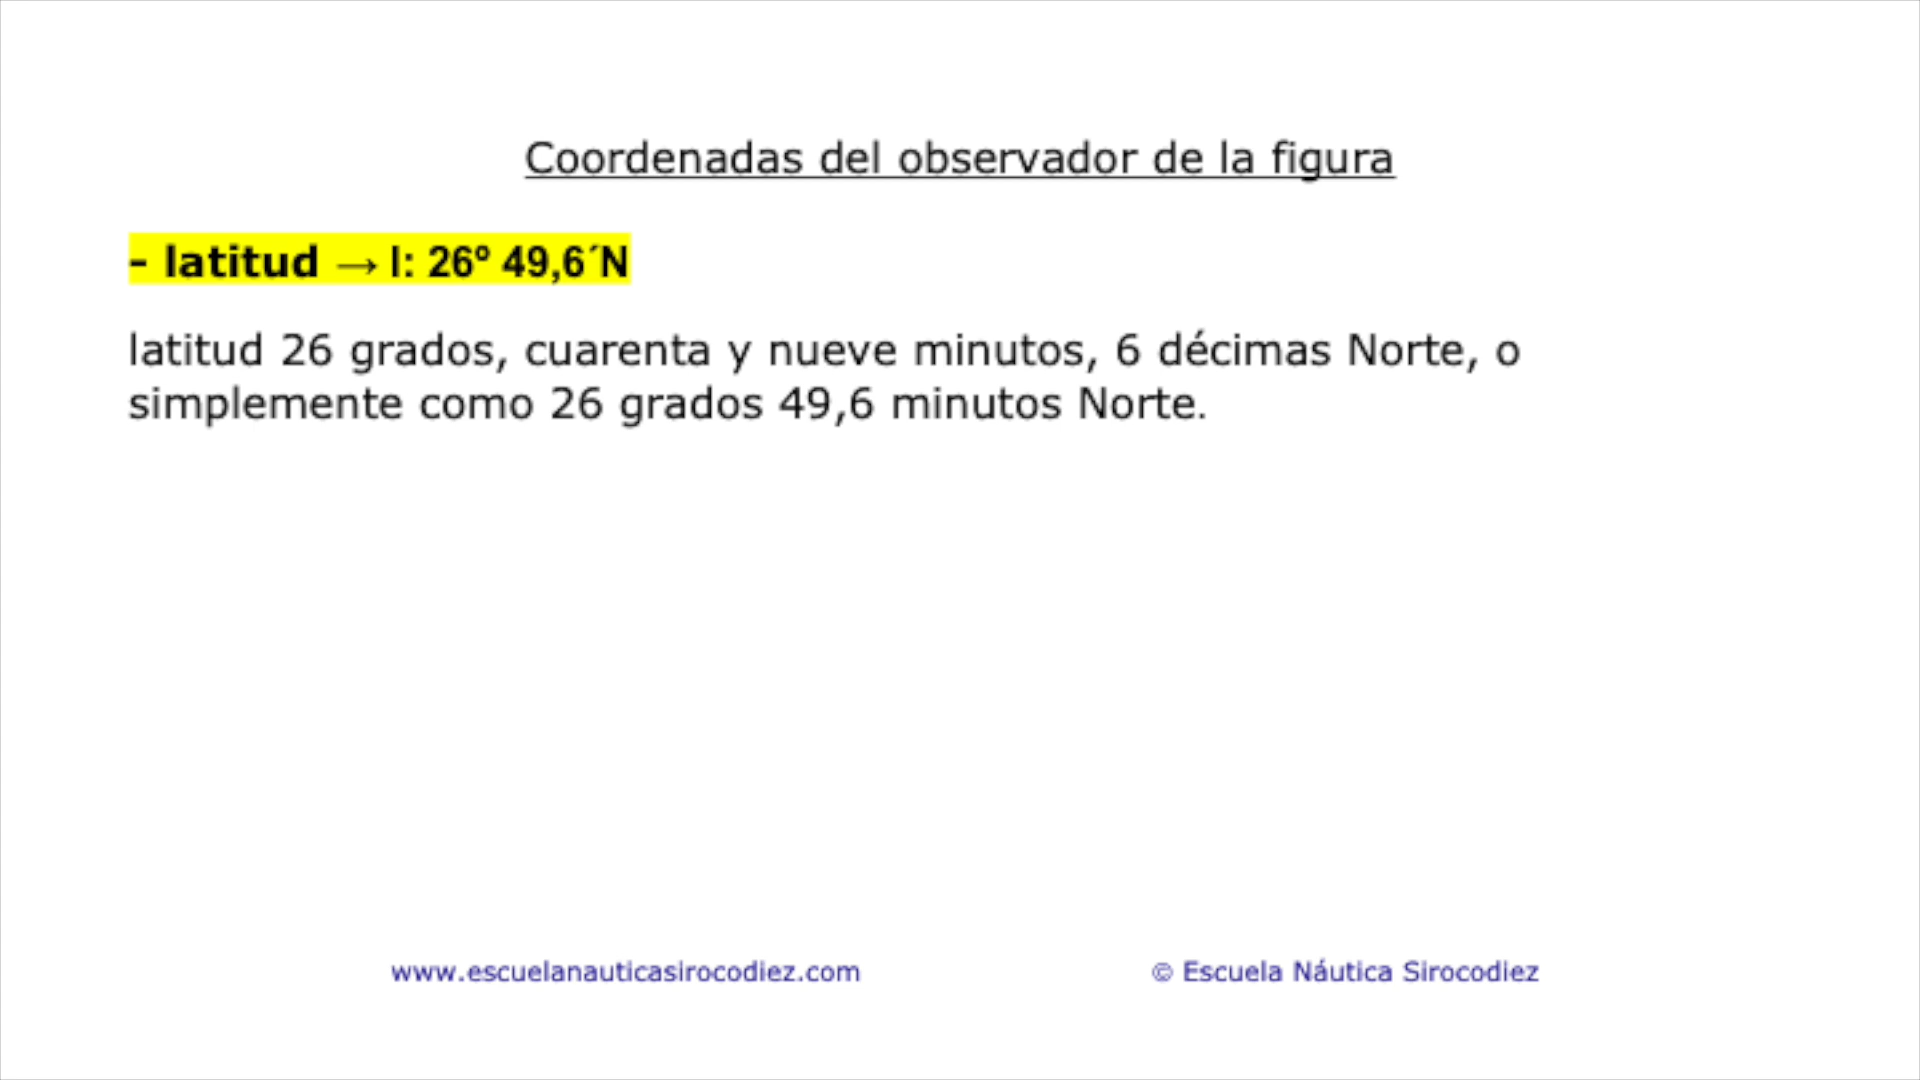 Coordenadas del observador de la figura
- latitud → l: 26º 49,6´N
latitud 26 grados, cuarenta y nueve minutos, 6 décimas Norte, o
simplemente como 26 grados 49,6 minutos Norte.
www.escuelanauticasirocodiez.com © Escuela Náutica Sirocodiez